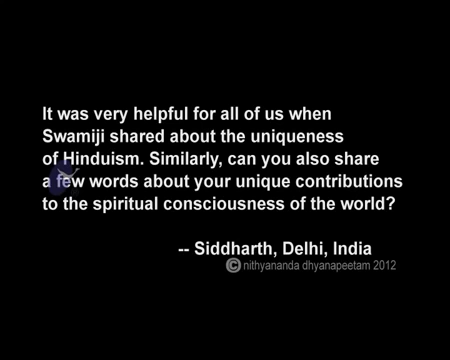 It was very helpful for all of us when
Swamiji shared about the uniqueness
of Hinduism. Similarly, can you also share
a few words about your unique contributions
to the spiritual consciousness of the world?
-- Siddharth, Delhi, India
© nithyananda dhyanapeetam 2012